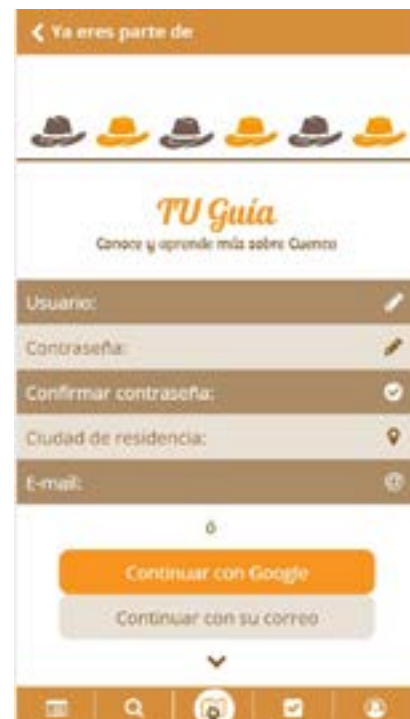 Ya eres parte de
TU Guía
Conoce y aprende más sobre Cuenca
Usuario:
Contraseña:
Confirmar contraseña:
Ciudad de residencia:
E-mail:
ó
Continuar con Google
Continuar con su correo